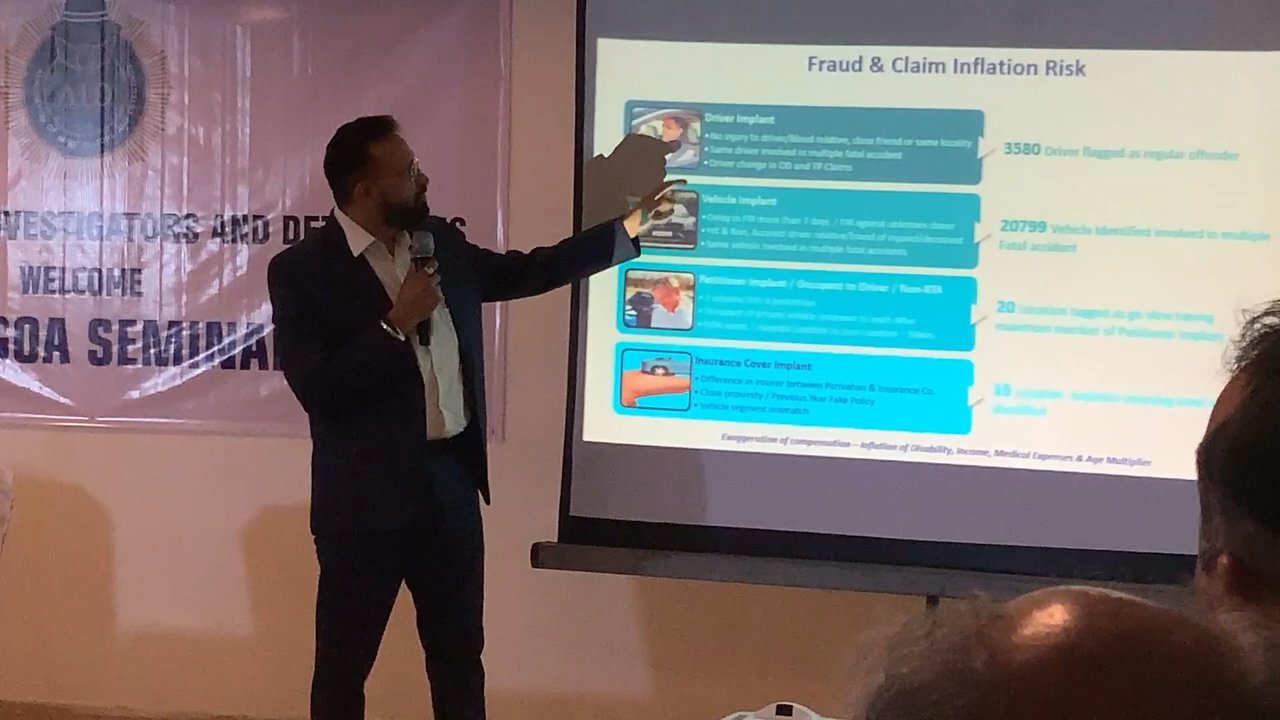 VESTIGATORS AND DE
WELCOME
GOA SEMINA
Fraud & Claim Inflation Risk
Driver Implant
• No injury to driver/Blood relative, close friend or same locality
• Same driver involved in multiple fatal accident
• Driver change in OD and TP Claims
3580 Driver flagged as regular offender
Vehicle Implant
• Delay in FIR more than 7 days / FIR against unknown driver
• Hit & Run, Accused driver relative/friend of injured/deceased
• Same vehicle involved in multiple fatal accidents
20799 Vehicle Identified involved in multiple
Fatal accident
Petitioner Implant / Occupant to Driver / Non-RTA
20 Location tagged as go slow having
maximum number of Petitioner Implant
Insurance Cover Implant
• Difference in Insurer between Parivahan & Insurance Co.
• Close proximity / Previous Year Fake Policy
• Vehicle segment mismatch
15
Exaggeration of compensation – Inflation of Disability, Income, Medical Expenses & Age Multiplier